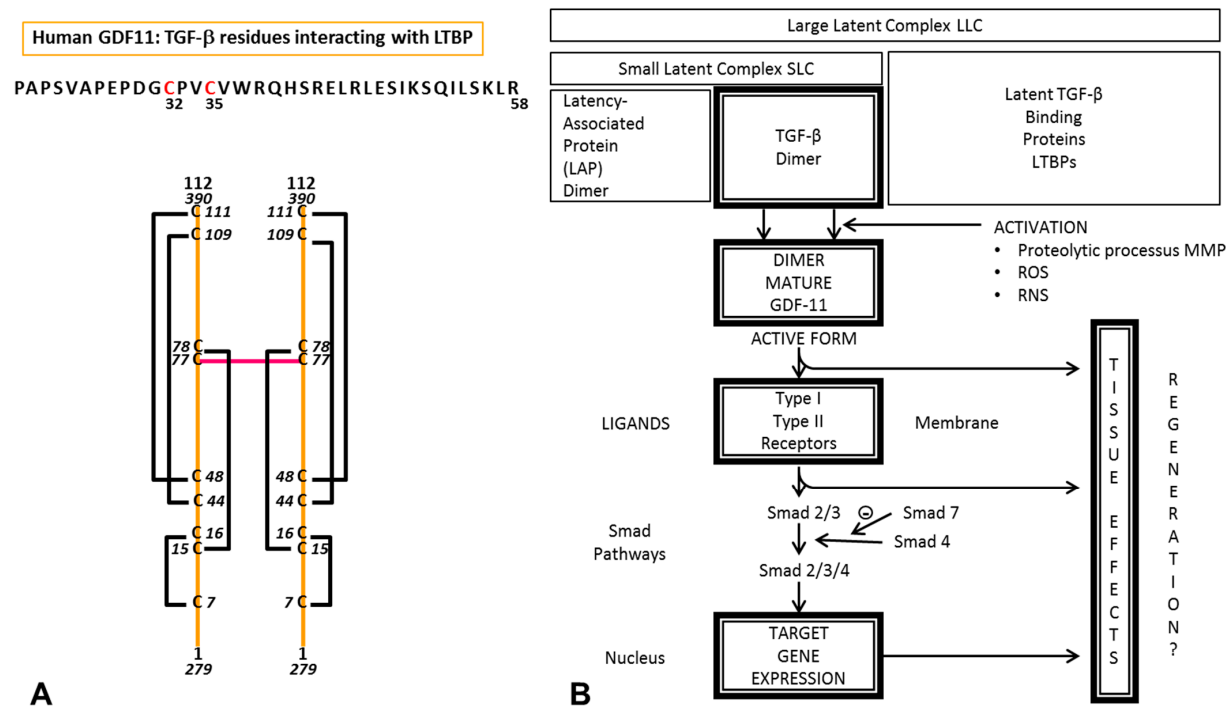 Human GDF11: TGF-β residues interacting with LTBP
PAPSVAPEPDGCPVCVWRQHSRELRLESIKSQILSKLR
32 35 58
112 112
390 390
C 111 111 C
C 109 109 C
78 C C 78
77 C C 77
C 48 48 C
C 44 44 C
C 16 16 C
15 C C 15
C 7 7 C
1 1
279 279
A
Large Latent Complex LLC
Small Latent Complex SLC
Latency-
Associated
Protein
(LAP)
Dimer
TGF-β
Dimer
Latent TGF-β
Binding
Proteins
LTBPs
ACTIVATION
• Proteolytic processus MMP
• ROS
• RNS
DIMER
MATURE
GDF-11
ACTIVE FORM
LIGANDS
Type I
Type II
Receptors
Membrane
Smad 2/3
⊖
Smad 7
Smad 4
Smad
Pathways
Smad 2/3/4
Nucleus
TARGET
GENE
EXPRESSION
TISSUE EFFECTS
REGENERATION?
B